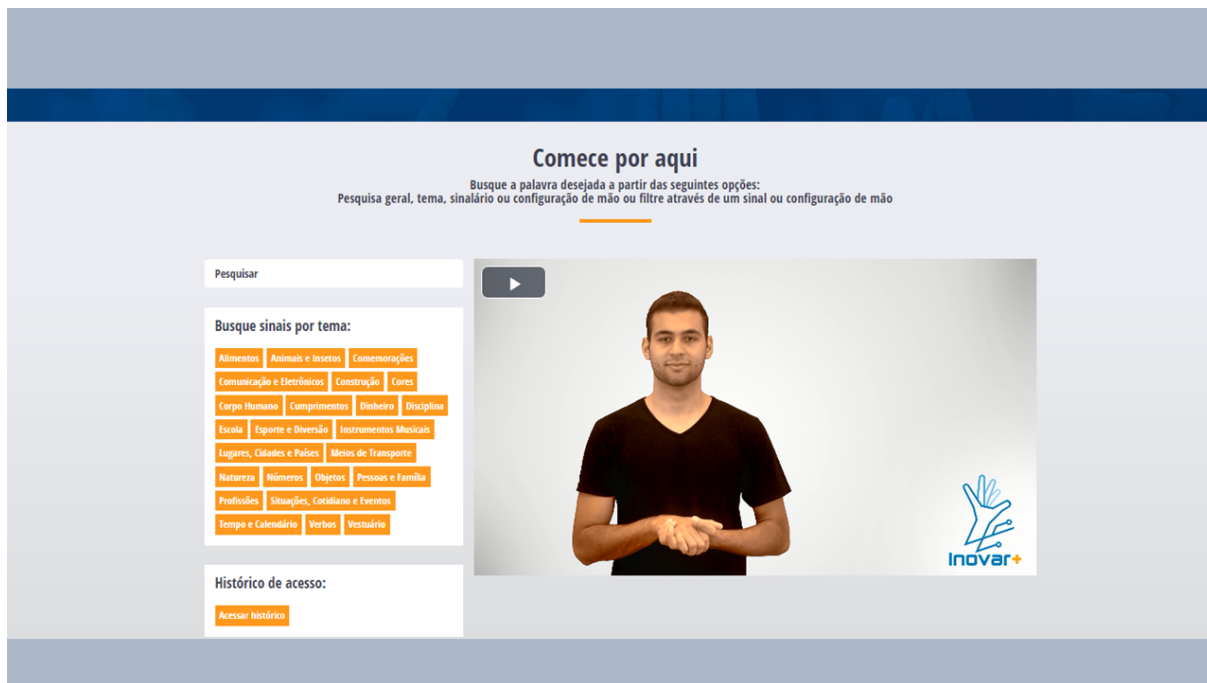 Comece por aqui
Busque a palavra desejada a partir das seguintes opções:
Pesquisa geral, tema, sinalário ou configuração de mão ou filtre através de um sinal ou configuração de mão
Pesquisar
Busque sinais por tema:
Alimentos Animais e Insetos Comemorações
Comunicação e Eletrônicos Construção Cores
Corpo Humano Cumprimentos Dinheiro Disciplina
Escola Esporte e Diversão Instrumentos Musicais
Lugares, Cidades e Países Meios de Transporte
Natureza Números Objetos Pessoas e Família
Profissões Situações, Cotidiano e Eventos
Tempo e Calendário Verbos Vestuário
Histórico de acesso:
Acessar histórico
Inovar+